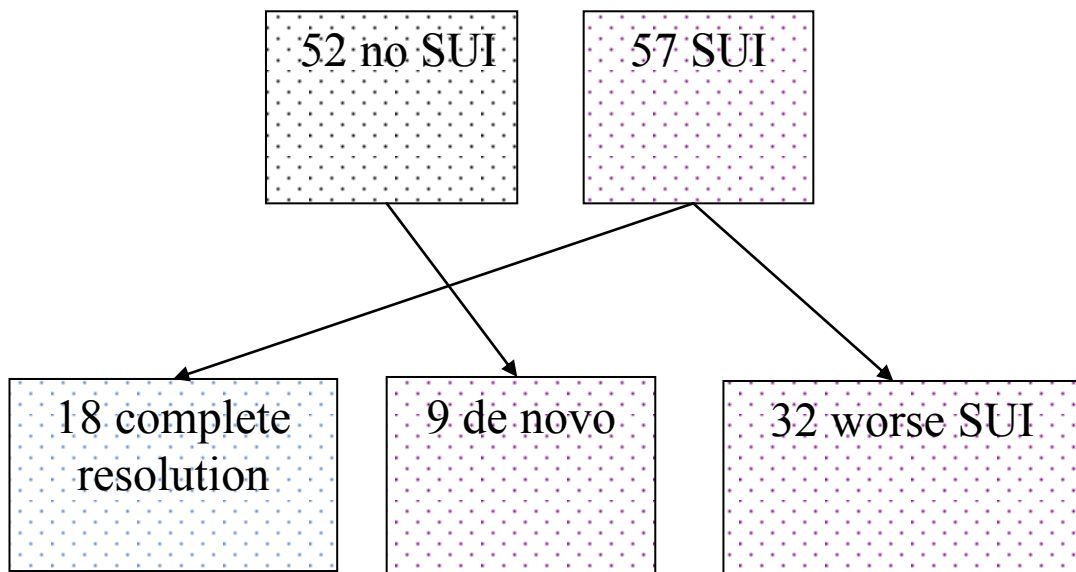 52 no SUI
57 SUI
18 complete
resolution
9 de novo
32 worse SUI